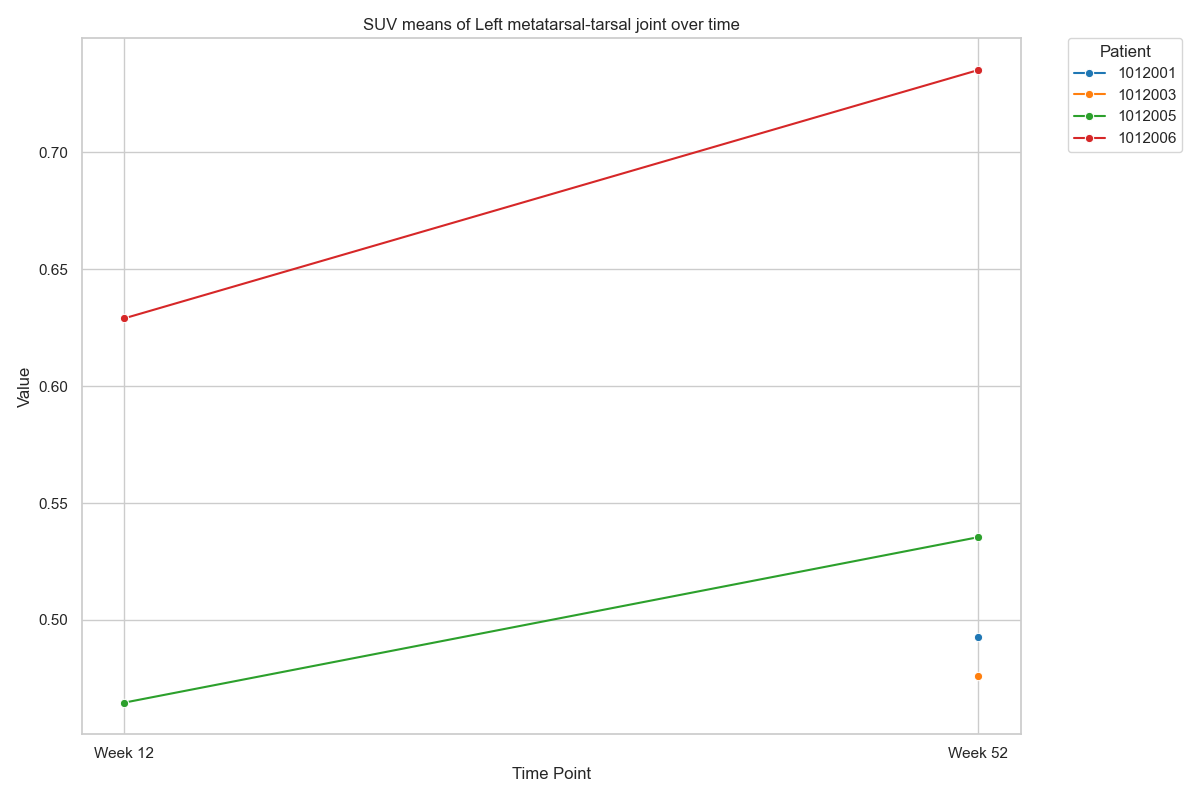 SUV means of Left metatarsal-tarsal joint over time
Patient
1012001
1012003
1012005
1012006
Value
0.70
0.65
0.60
0.55
0.50
Week 12
Week 52
Time Point